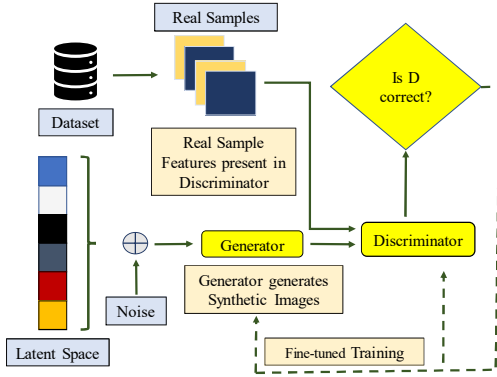 Real Samples
Dataset
Is D
correct?
Real Sample
Features present in
Discriminator
Generator
Discriminator
Generator generates
Synthetic Images
Noise
Latent Space
Fine-tuned Training